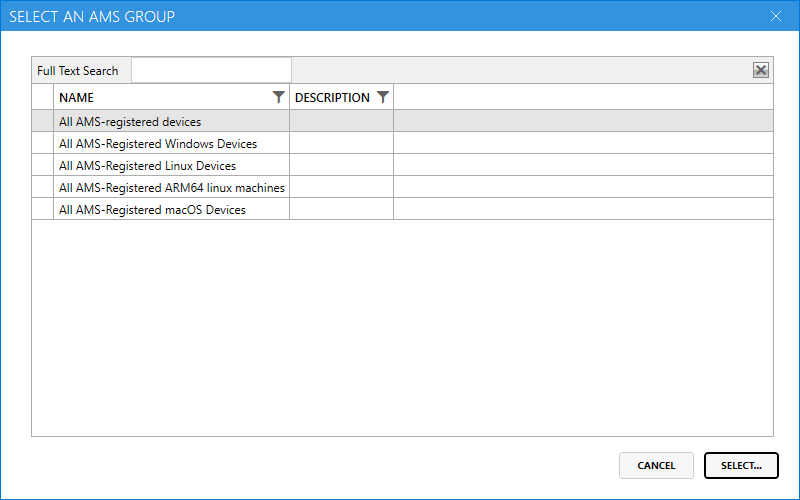 SELECT AN AMS GROUP
Full Text Search
NAME DESCRIPTION
All AMS-registered devices
All AMS-Registered Windows Devices
All AMS-Registered Linux Devices
All AMS-Registered ARM64 linux machines
All AMS-Registered macOS Devices
CANCEL SELECT...